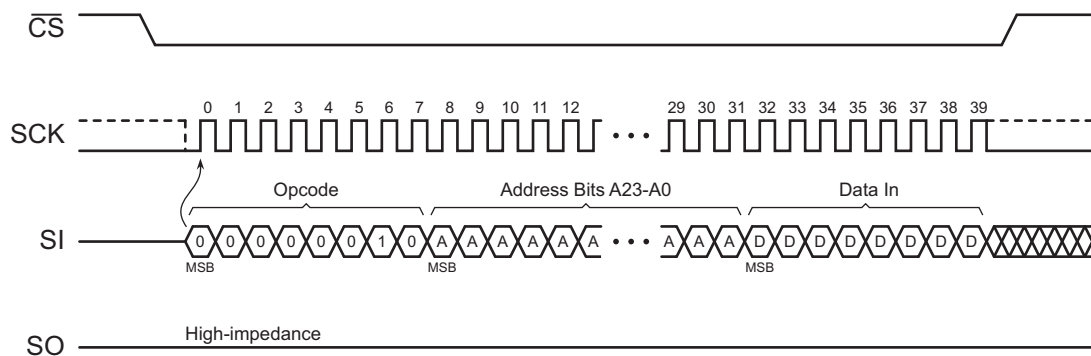 CS
0 1 2 3 4 5 6 7 8 9 10 11 12 29 30 31 32 33 34 35 36 37 38 39
SCK
Opcode Address Bits A23-A0 Data In
SI 0 0 0 0 0 0 1 0 A A A A A A A A A D D D D D D D D
MSB MSB MSB
High-impedance
SO